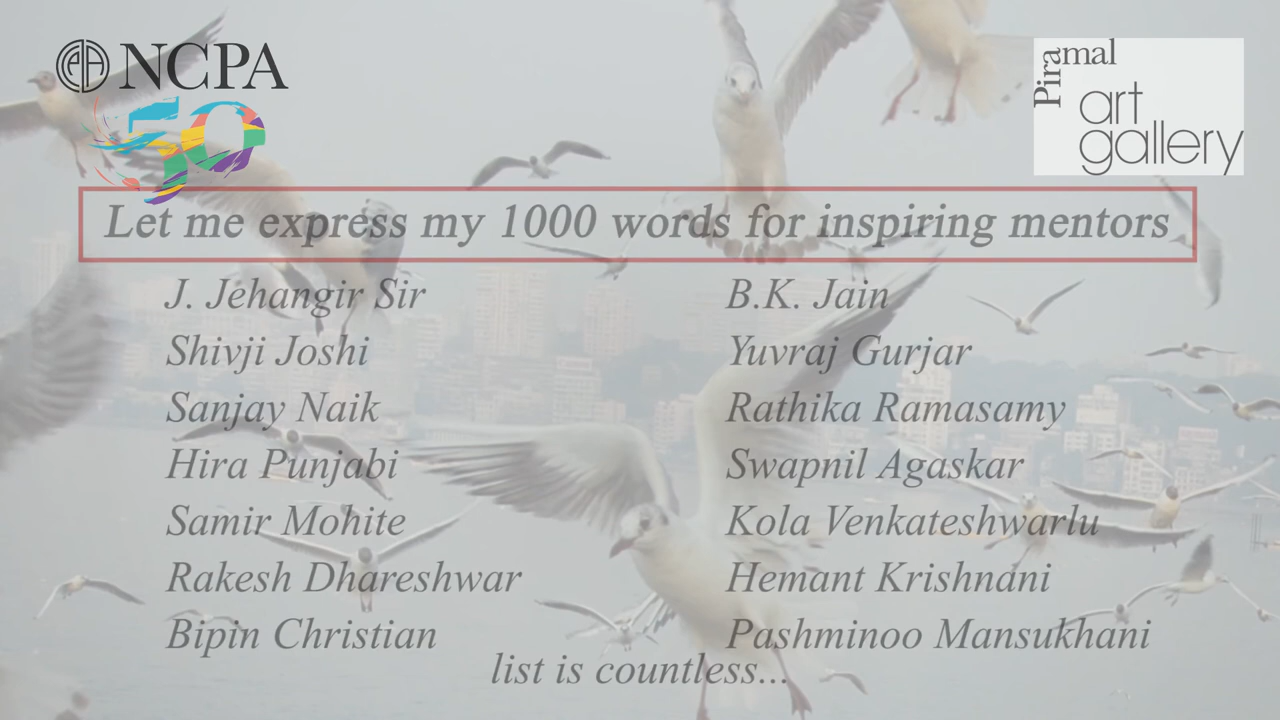 NCPA
50
Piramal
art
gallery
Let me express my 1000 words for inspiring mentors
J. Jehangir Sir
Shivji Joshi
Sanjay Naik
Hira Punjabi
Samir Mohite
Rakesh Dhareshwar
Bipin Christian
B.K. Jain
Yuvraj Gurjar
Rathika Ramasamy
Swapnil Agaskar
Kola Venkateshwarlu
Hemant Krishnani
Pashminoo Mansukhani
list is countless...